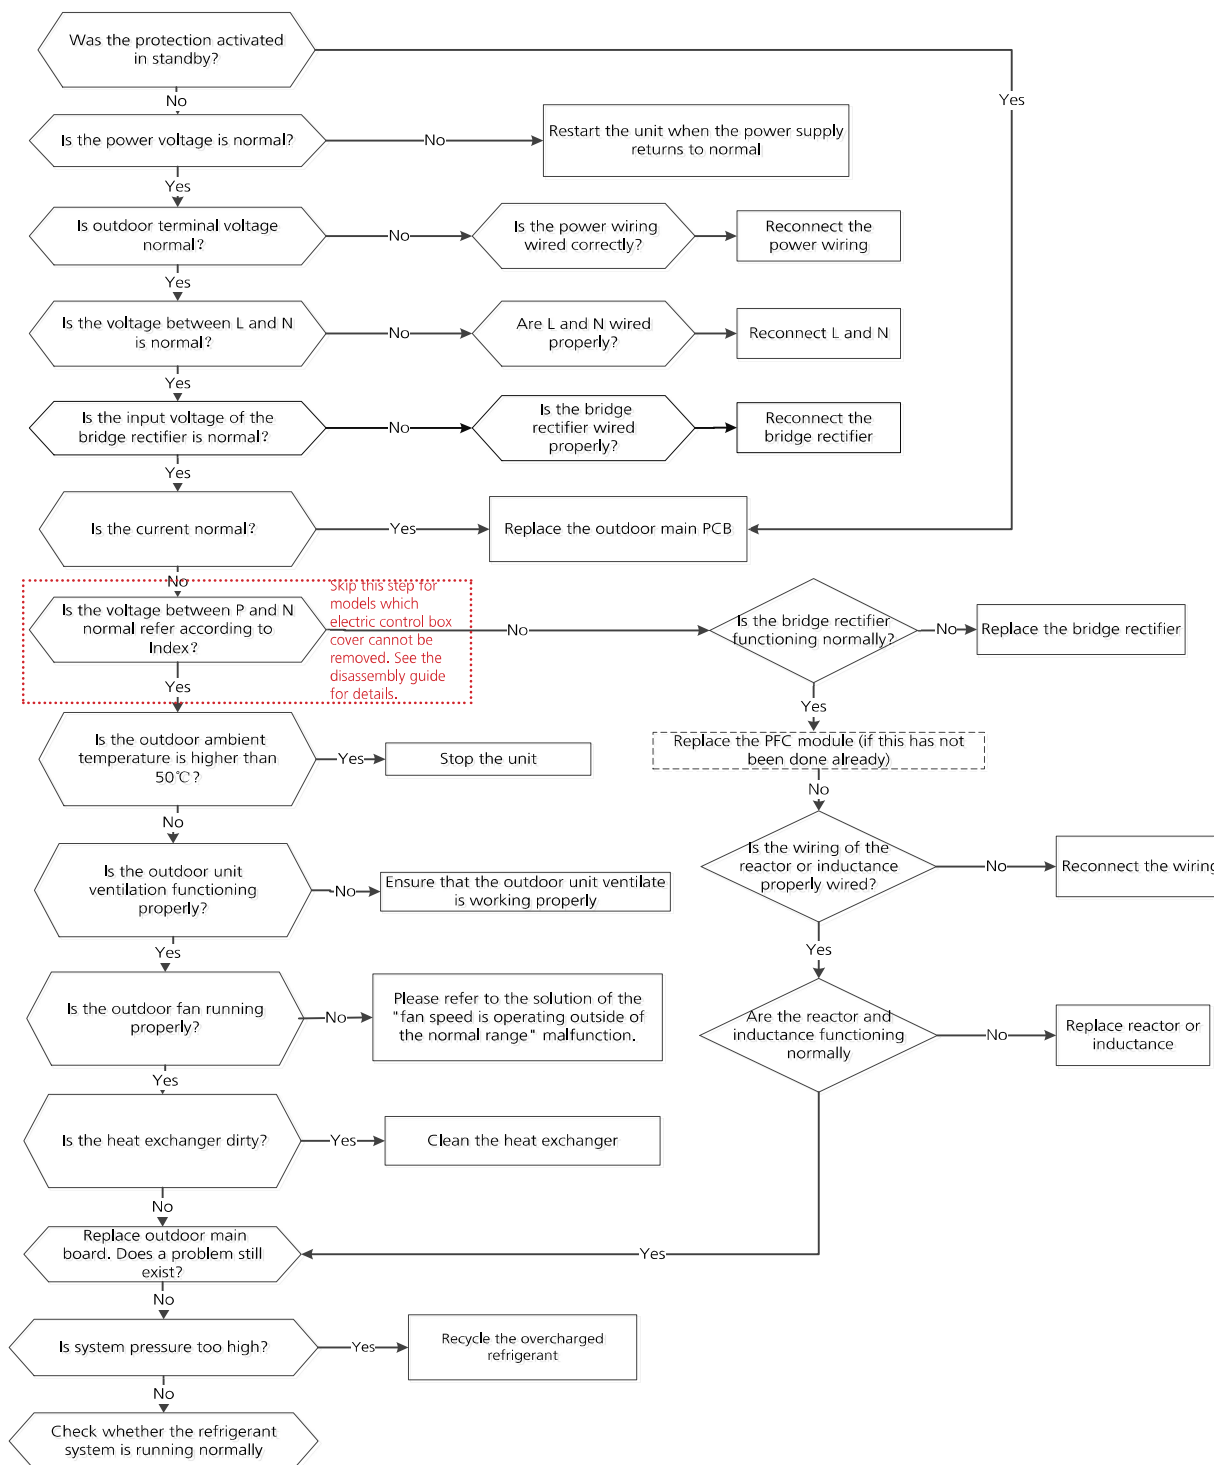 Was the protection activated
in standby?
Yes
No
Is the power voltage is normal?
No
Restart the unit when the power supply
returns to normal
Yes
Is outdoor terminal voltage
normal?
No
Is the power wiring
wired correctly?
Reconnect the
power wiring
Yes
Is the voltage between L and N
is normal?
No
Are L and N wired
properly?
Reconnect L and N
Yes
Is the input voltage of the
bridge rectifier is normal?
No
Is the bridge
rectifier wired
properly?
Reconnect the
bridge rectifier
Yes
Is the current normal?
Yes
Replace the outdoor main PCB
No
Is the voltage between P and N
normal refer according to
Index?
Skip this step for
models which
electric control box
cover cannot be
removed. See the
disassembly guide
for details.
No
Is the bridge rectifier
functioning normally?
No
Replace the bridge rectifier
Yes
Yes
Is the outdoor ambient
temperature is higher than
50℃?
Yes
Stop the unit
Replace the PFC module (if this has not
been done already)
No
No
Is the outdoor unit
ventilation functioning
properly?
No
Ensure that the outdoor unit ventilate
is working properly
Is the wiring of the
reactor or inductance
properly wired?
No
Reconnect the wiring
Yes
Yes
Is the outdoor fan running
properly?
No
Please refer to the solution of the
"fan speed is operating outside of
the normal range" malfunction.
Are the reactor and
inductance functioning
normally
No
Replace reactor or
inductance
Yes
Is the heat exchanger dirty?
Yes
Clean the heat exchanger
No
Replace outdoor main
board. Does a problem still
exist?
Yes
No
Is system pressure too high?
Yes
Recycle the overcharged
refrigerant
No
Check whether the refrigerant
system is running normally